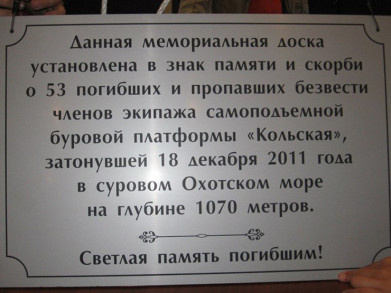 Данная мемориальная доска
установлена в знак памяти и скорби
о 53 погибших и пропавших безвести
членов экипажа самоподъемной
буровой платформы «Кольская»,
затонувшей 18 декабря 2011 года
в суровом Охотском море
на глубине 1070 метров.
Светлая память погибшим!